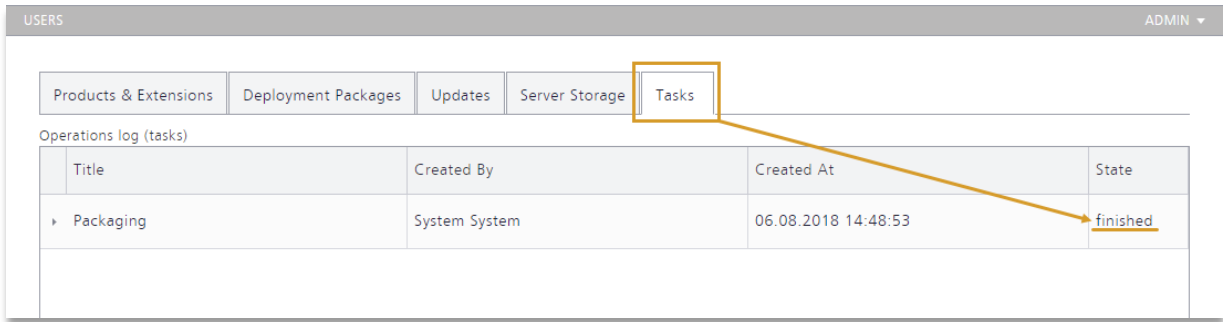 USERS ADMIN
Products & Extensions Deployment Packages Updates Server Storage Tasks
Operations log (tasks)
Title Created By Created At State
Packaging System System 06.08.2018 14:48:53 finished